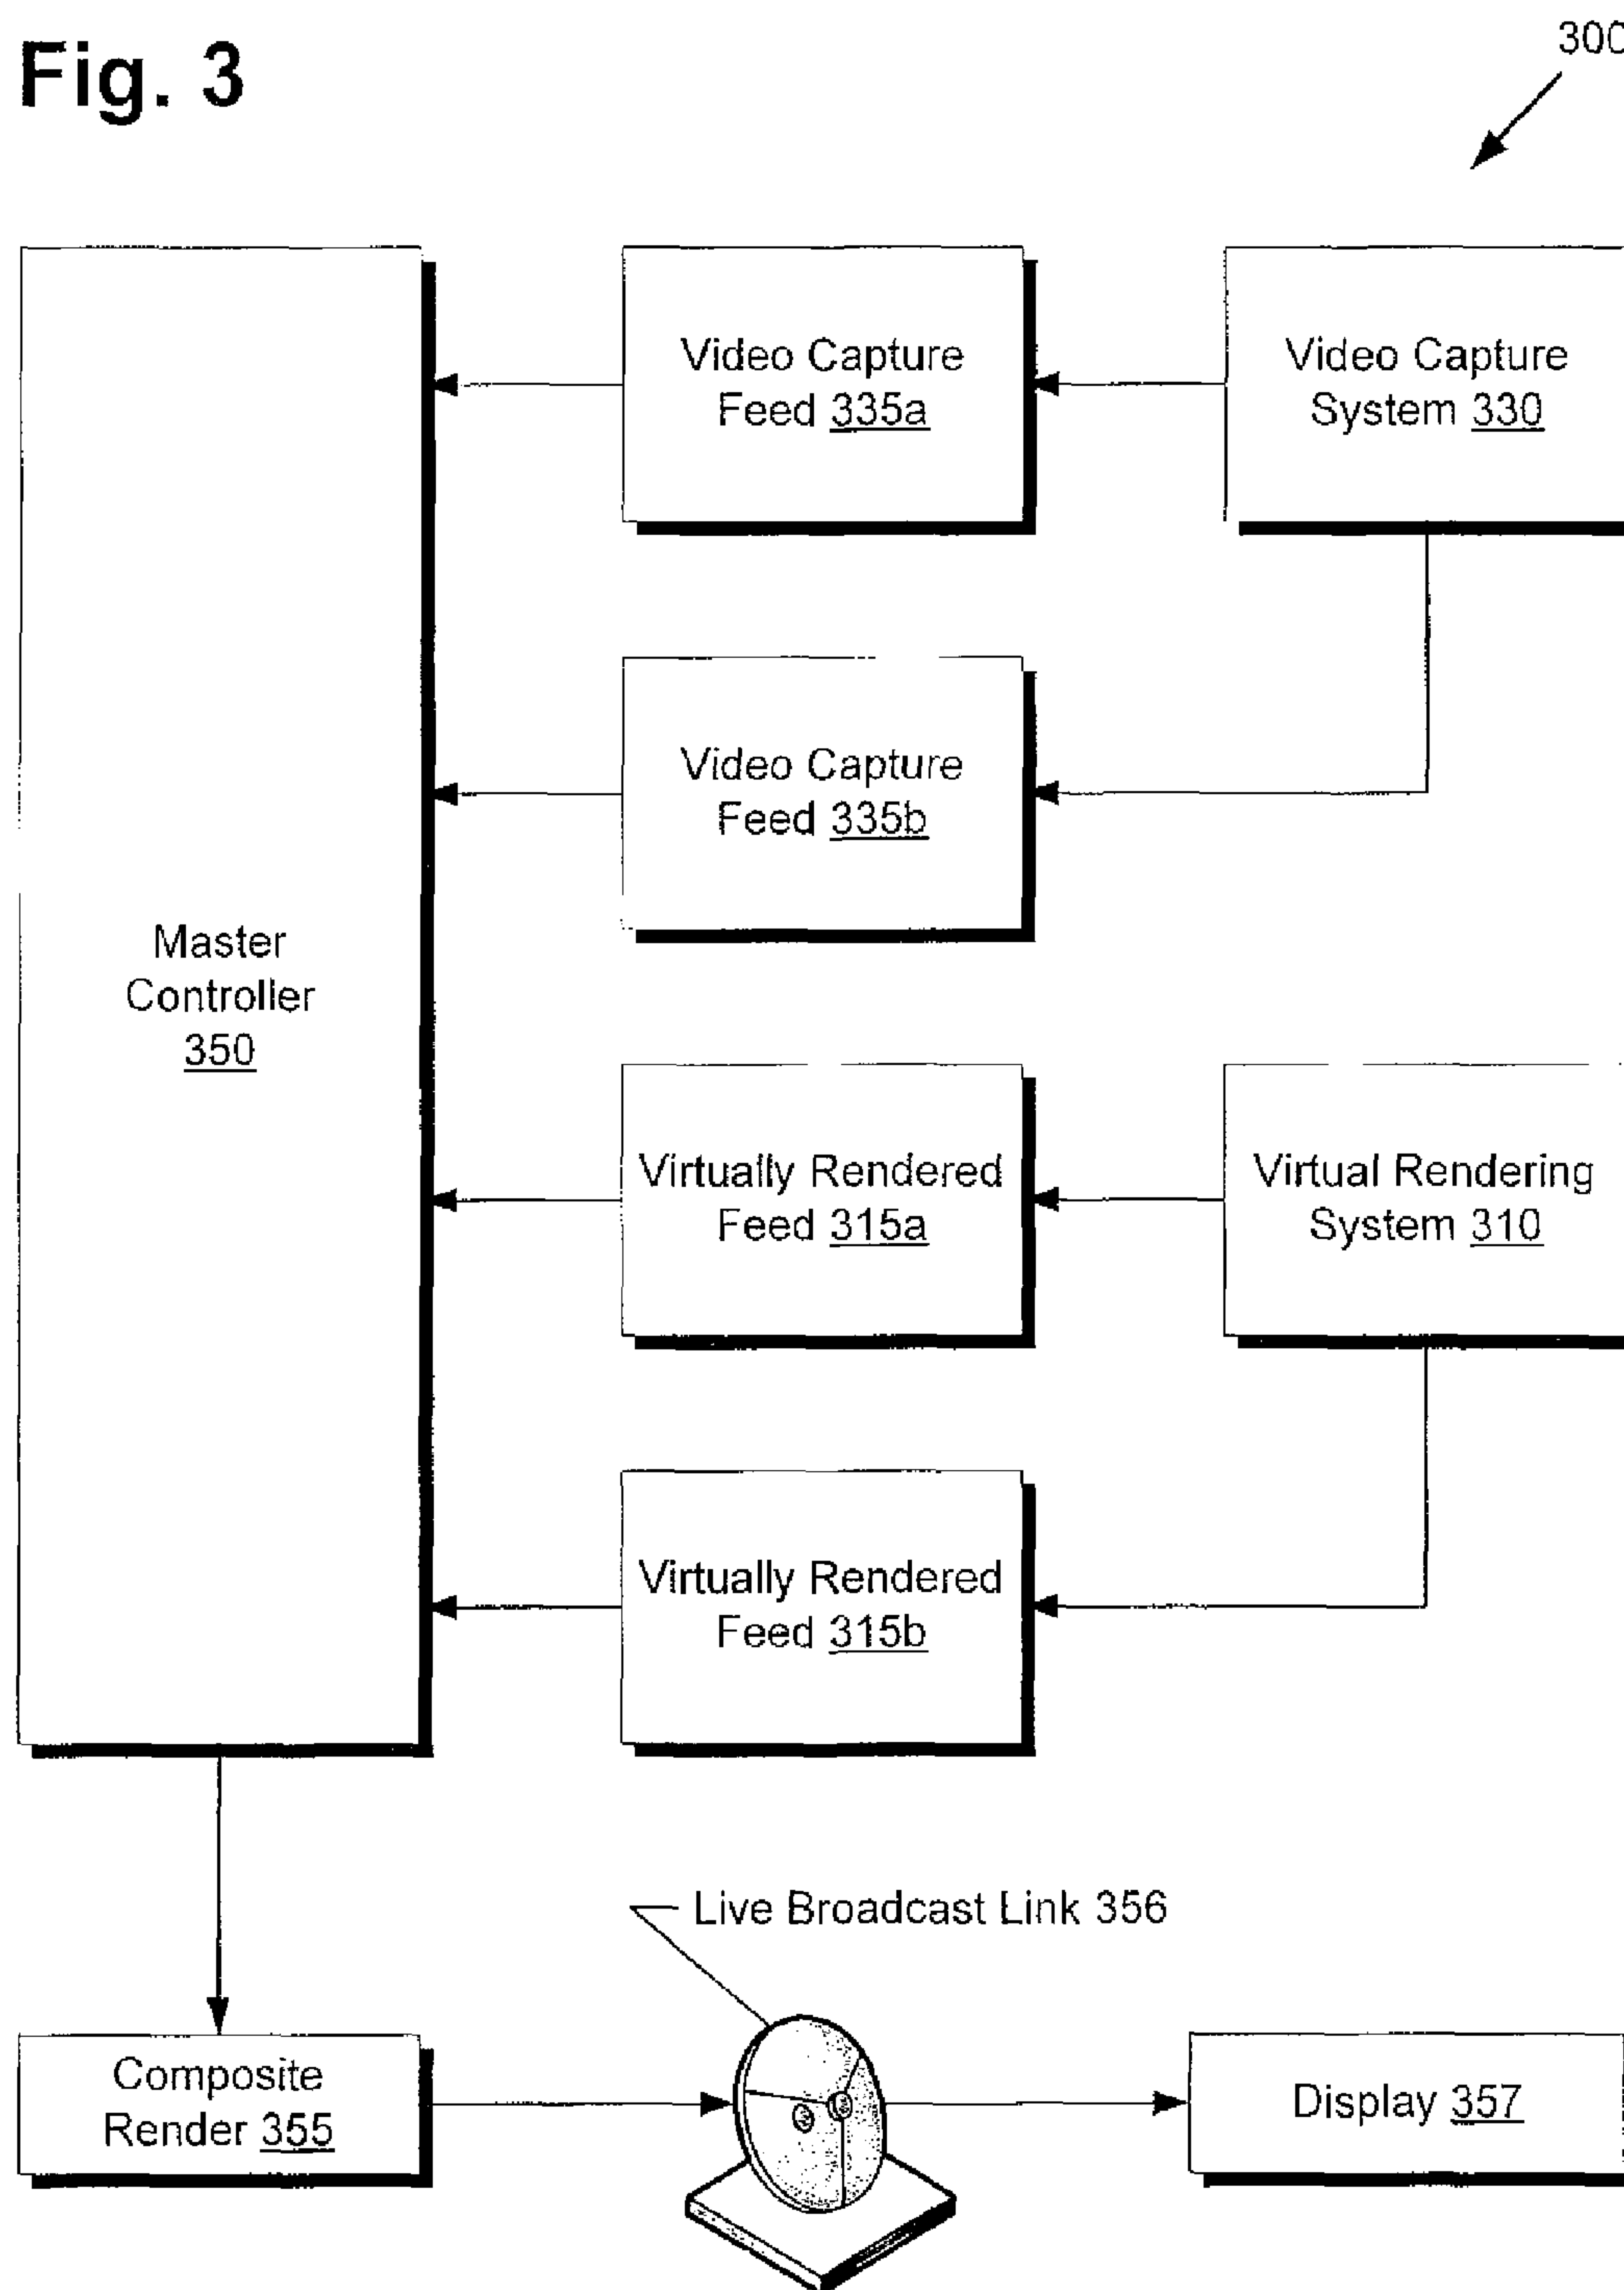 Fig. 3
300
Video Capture
Feed 335a
Video Capture
System 330
Video Capture
Feed 335b
Master
Controller
350
Virtually Rendered
Feed 315a
Virtual Rendering
System 310
Virtually Rendered
Feed 315b
Live Broadcast Link 356
Composite
Render 355
Display 357